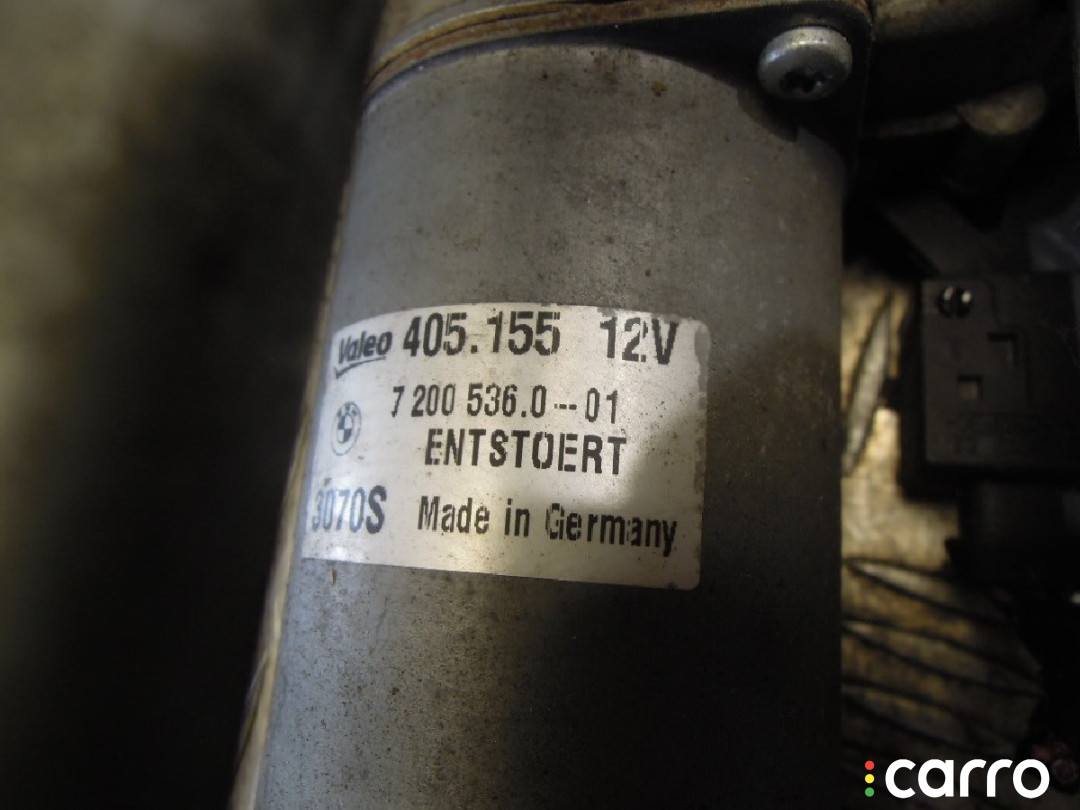 Valeo 405.155 12V
7 200 536.0---01
ENTSTOERT
3070S Made in Germany
carro